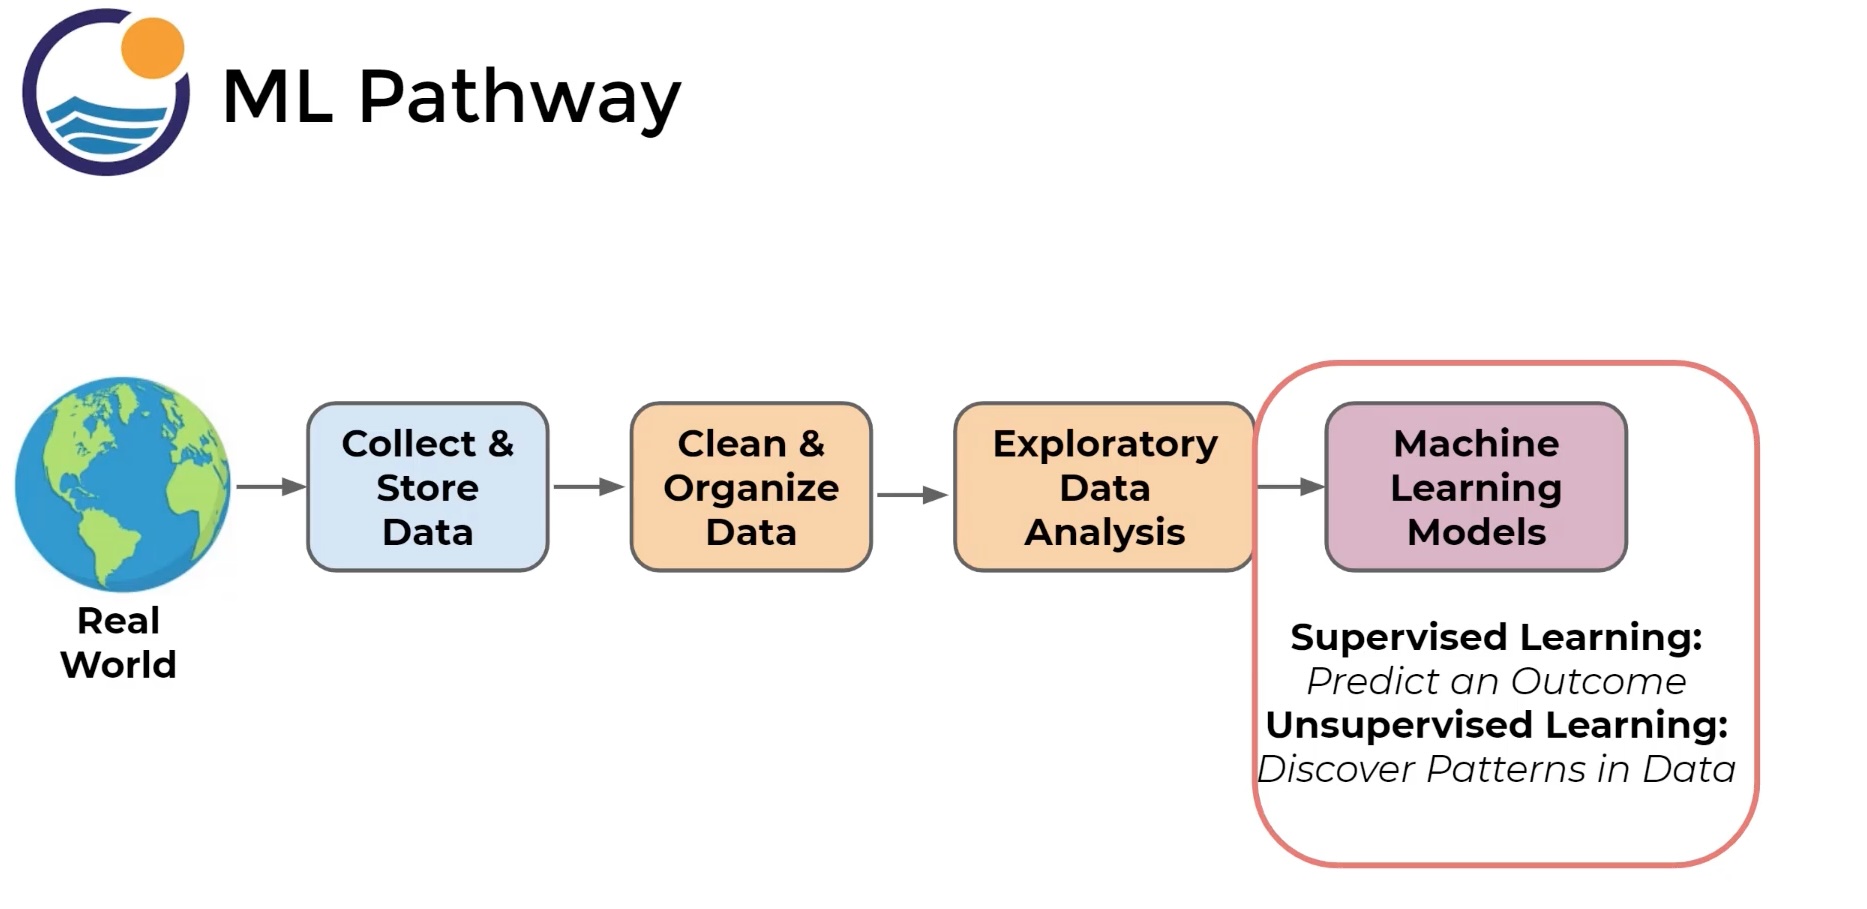 ML Pathway
Real
World
Collect &
Store
Data
Clean &
Organize
Data
Exploratory
Data
Analysis
Machine
Learning
Models
Supervised Learning:
Predict an Outcome
Unsupervised Learning:
Discover Patterns in Data